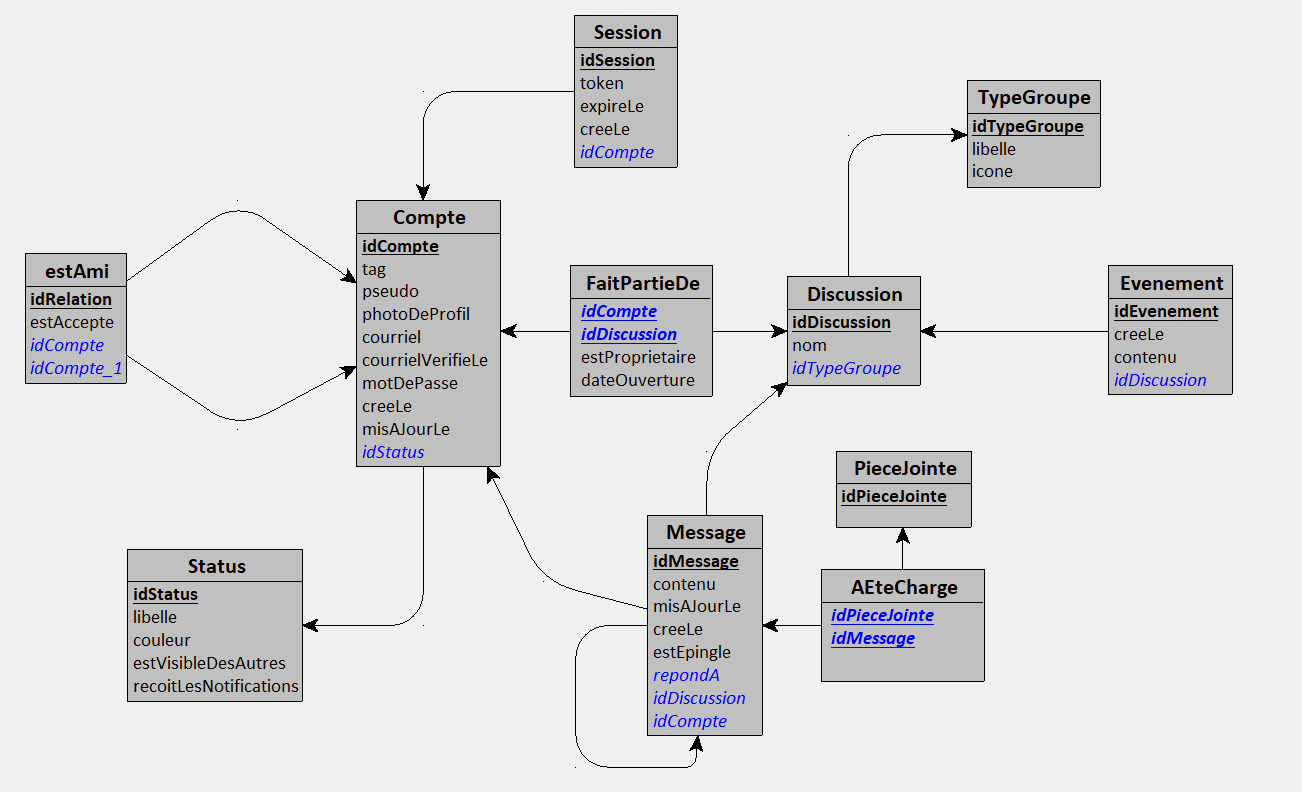 Session
idSession
token
expireLe
creeLe
idCompte
TypeGroupe
idTypeGroupe
libelle
icone
Compte
idCompte
tag
pseudo
photoDeProfil
courriel
courrielVerifieLe
motDePasse
creeLe
misAJourLe
idStatus
estAmi
idRelation
estAccepte
idCompte
idCompte_1
FaitPartieDe
idCompte
idDiscussion
estProprietaire
dateOuverture
Discussion
idDiscussion
nom
idTypeGroupe
Evenement
idEvenement
creeLe
contenu
idDiscussion
PieceJointe
idPieceJointe
Message
idMessage
contenu
misAJourLe
creeLe
estEpingle
repondA
idDiscussion
idCompte
AEteCharge
idPieceJointe
idMessage
Status
idStatus
libelle
couleur
estVisibleDesAutres
recoitLesNotifications